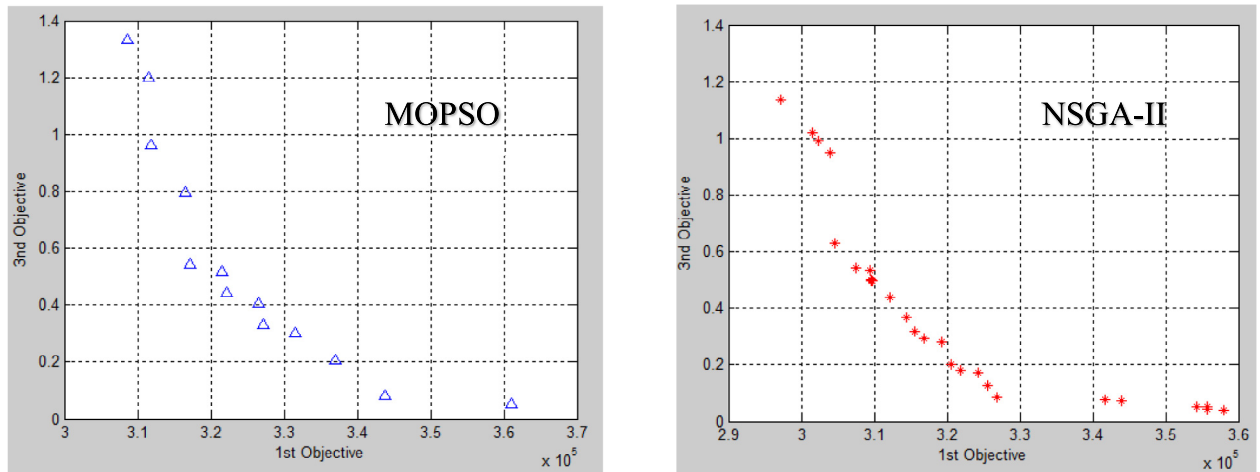 1.4
1.2
1
0.8
0.6
0.4
0.2
0
3nd Objective
MOPSO
3 3.1 3.2 3.3 3.4 3.5 3.6 3.7
1st Objective
x 10^5
1.4
1.2
1
0.8
0.6
0.4
0.2
0
3nd Objective
NSGA-II
2.9 3 3.1 3.2 3.3 3.4 3.5 3.6
1st Objective
x 10^5